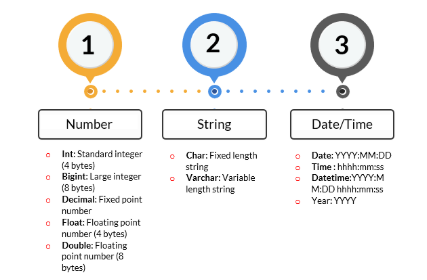 1
2
3
Number
String
Date/Time
Int: Standard integer
(4 bytes)
Bigint: Large integer
(8 bytes)
Decimal: Fixed point
number
Float: Floating point
number (4 bytes)
Double: Floating
point number (8
bytes)
Char: Fixed length
string
Varchar: Variable
length string
Date: YYYY:MM:DD
Time : hhhh:mm:ss
Datetime:YYYY:M
M:DD hhhh:mm:ss
Year: YYYY